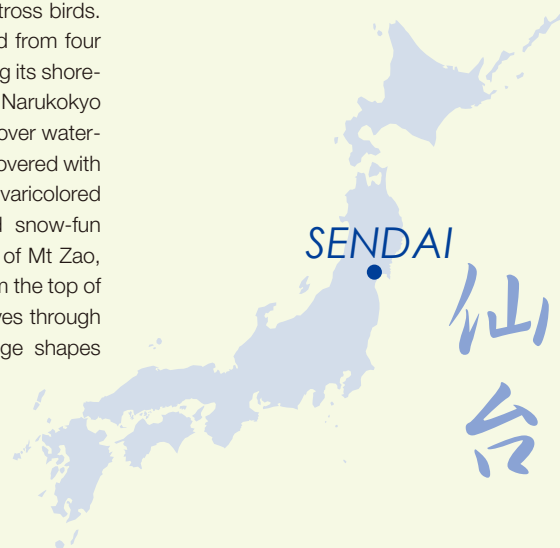 tross birds.
d from four
g its shore-
Narukokyo
over water-
overed with
varicolored
snow-fun
of Mt Zao,
m the top of
ves through
ge shapes
SENDAI
仙
台